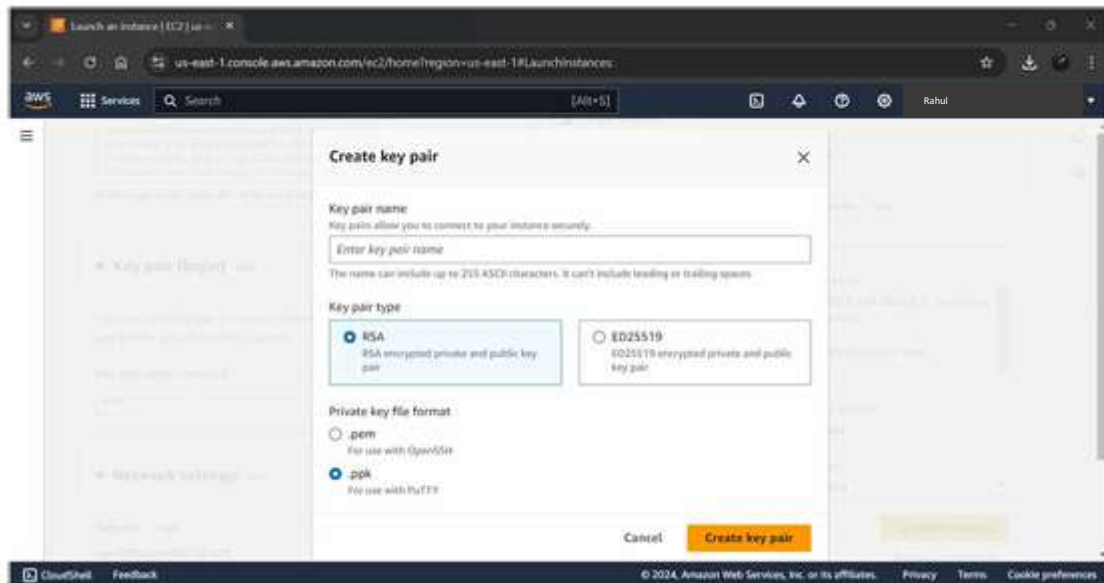 Launch an instance | EC2 | us-e
us-east-1.console.aws.amazon.com/ec2/home?region=us-east-1#LaunchInstances:
aws Services Search [Alt+S] Rahul
Create key pair
Key pair name
Key pairs allow you to connect to your instance securely.
Enter key pair name
The name can include up to 255 ASCII characters. It can't include leading or trailing spaces.
Key pair type
RSA
RSA encrypted private and public key
pair
ED25519
ED25519 encrypted private and public
key pair
Private key file format
.pem
For use with OpenSSH
.ppk
For use with PuTTY
Key pair (login)
Network settings
Cancel Create key pair
CloudShell Feedback © 2024, Amazon Web Services, Inc. or its affiliates. Privacy Terms Cookie preferences